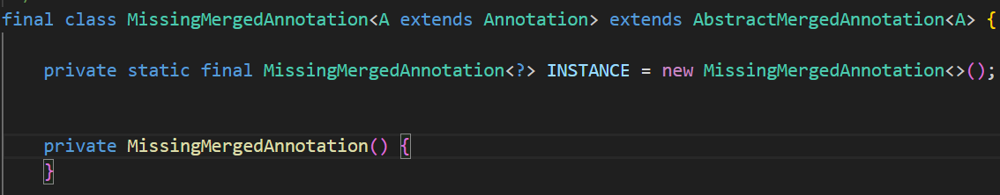 final class MissingMergedAnnotation<A extends Annotation> extends AbstractMergedAnnotation<A> {
private static final MissingMergedAnnotation<?> INSTANCE = new MissingMergedAnnotation<>();
private MissingMergedAnnotation() {
}